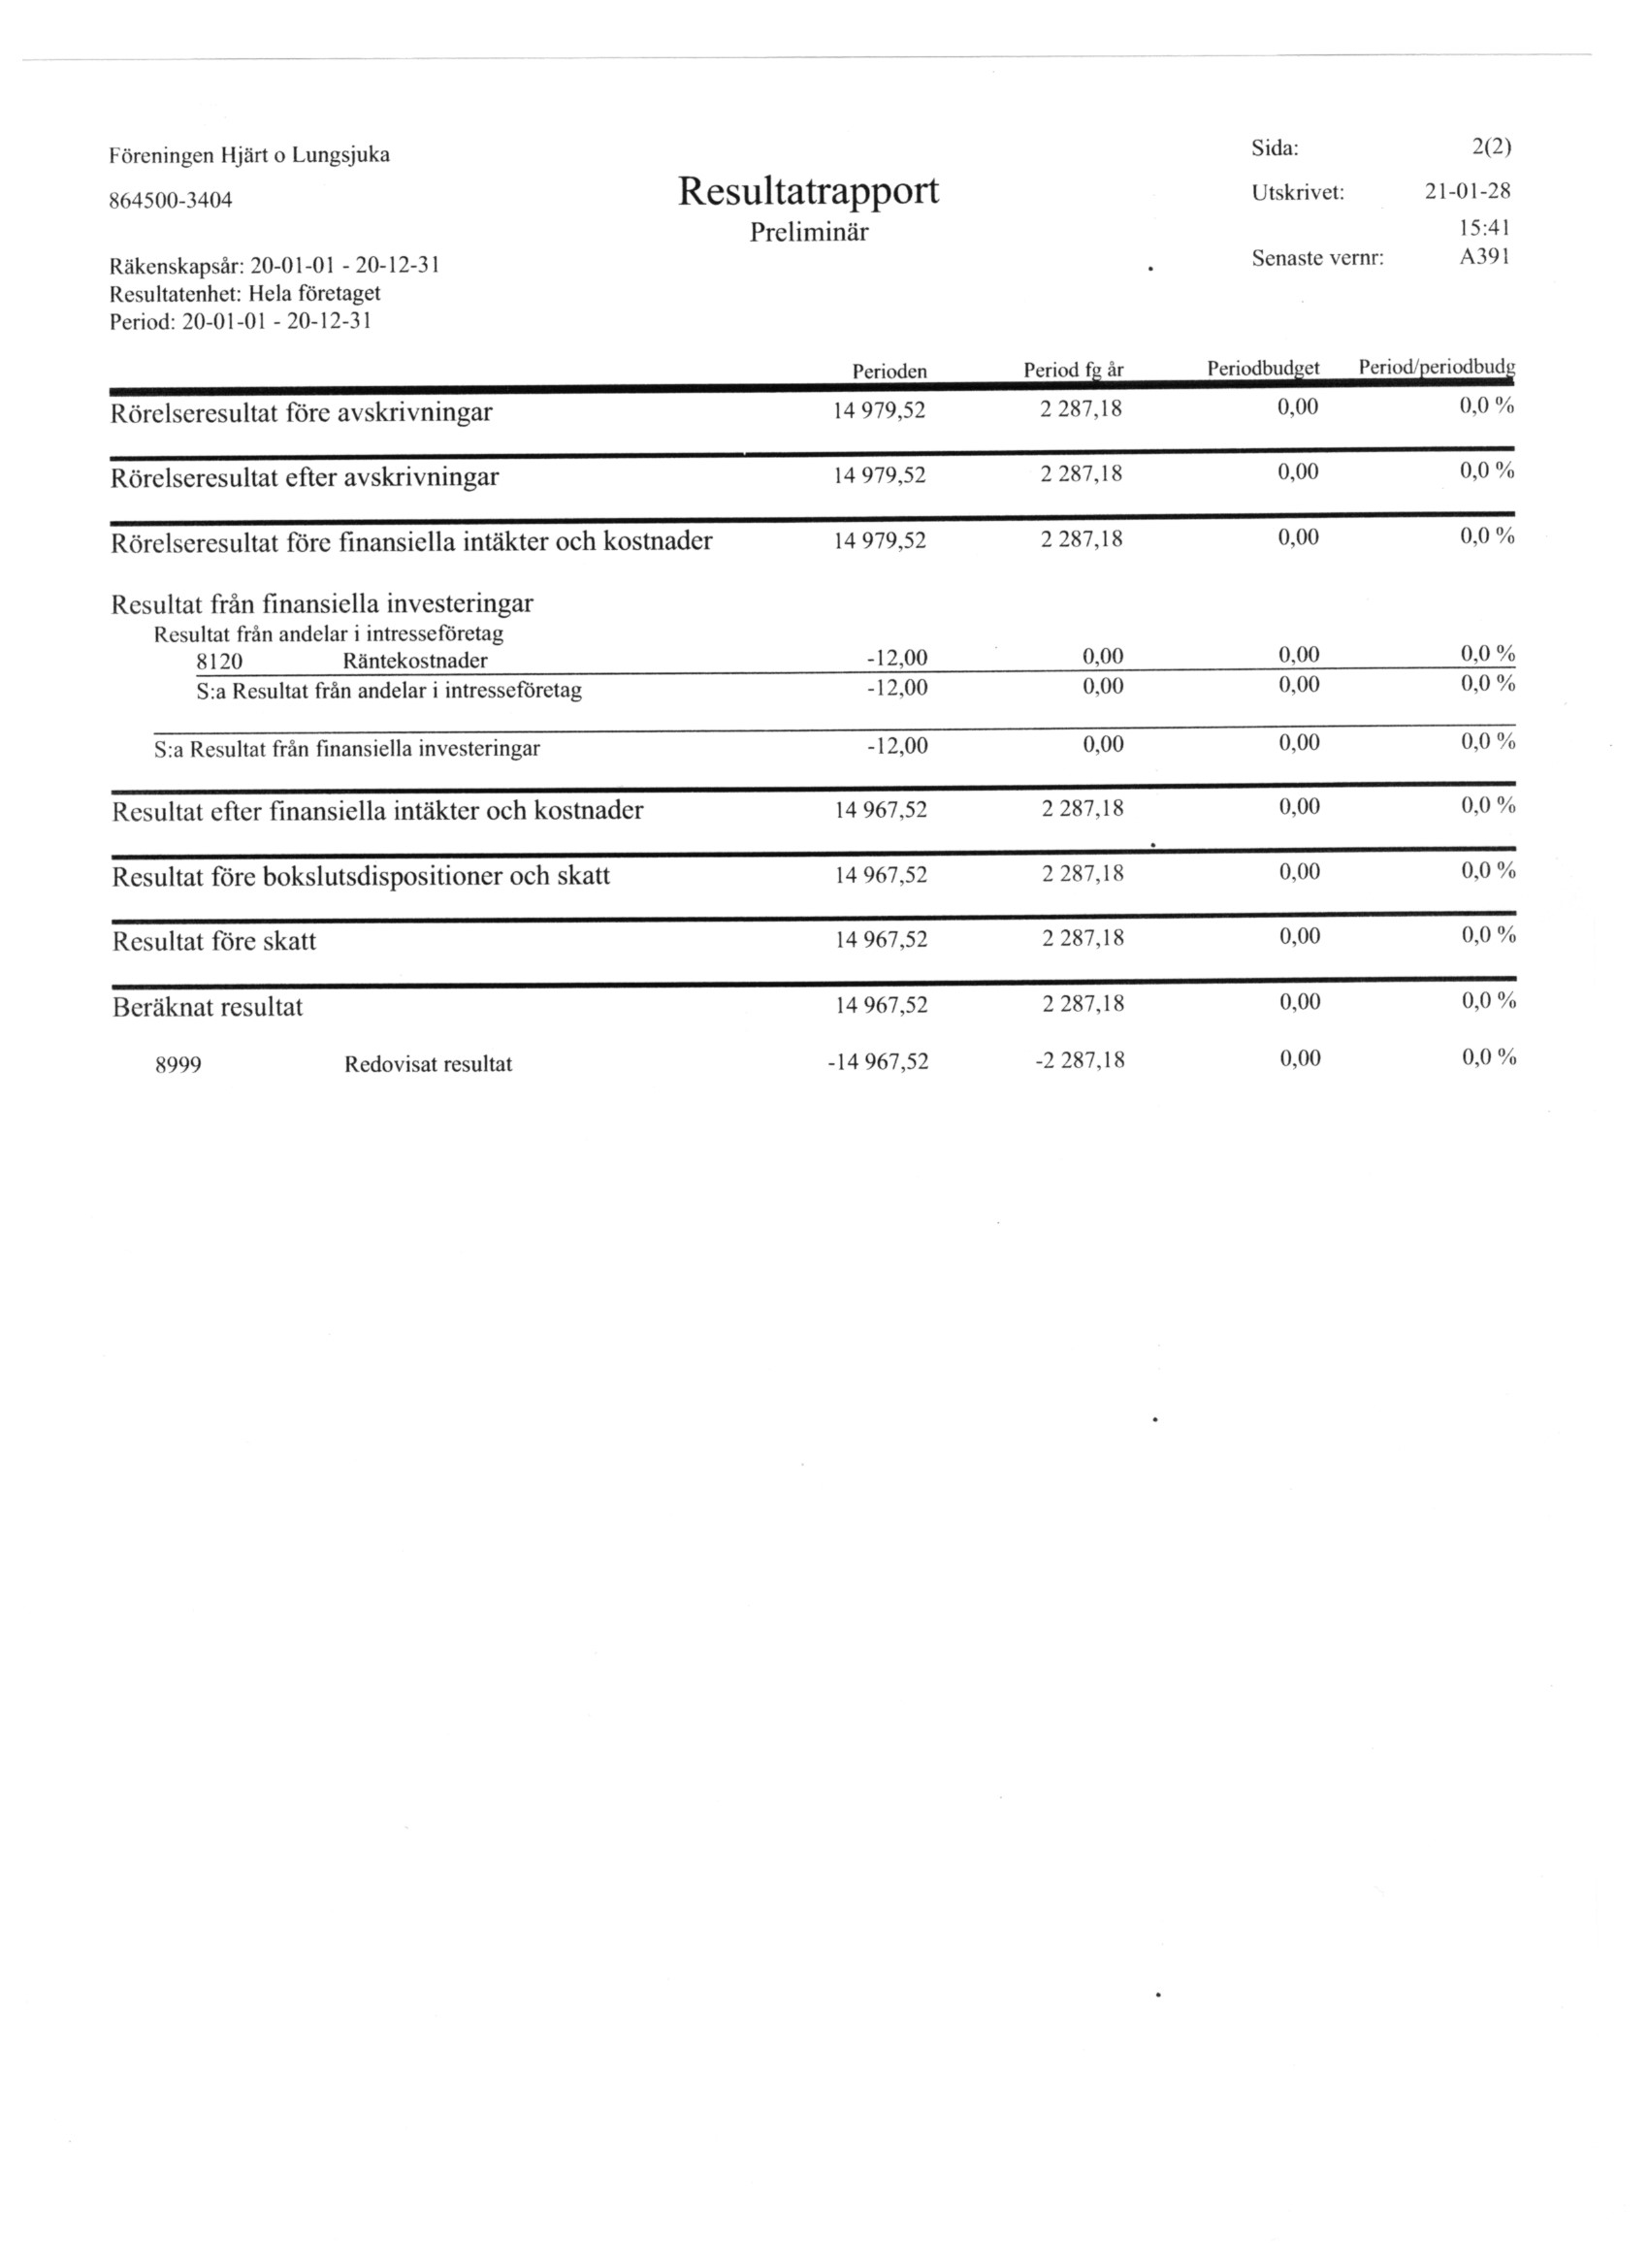 Föreningen Hjärt o Lungsjuka
864500-3404
Resultatrapport
Preliminär
Sida: 2(2)
Utskrivet: 21-01-28
15:41
Senaste vernr: A391
Räkenskapsår: 20-01-01 - 20-12-31
Resultatenhet: Hela företaget
Period: 20-01-01 - 20-12-31
Perioden Period fg år Periodbudget Period/periodbudg
Rörelseresultat före avskrivningar 14 979,52 2 287,18 0,00 0,0 %
Rörelseresultat efter avskrivningar 14 979,52 2 287,18 0,00 0,0 %
Rörelseresultat före finansiella intäkter och kostnader 14 979,52 2 287,18 0,00 0,0 %
Resultat från finansiella investeringar
Resultat från andelar i intresseföretag
8120 Räntekostnader -12,00 0,00 0,00 0,0 %
S:a Resultat från andelar i intresseföretag -12,00 0,00 0,00 0,0 %
S:a Resultat från finansiella investeringar -12,00 0,00 0,00 0,0 %
Resultat efter finansiella intäkter och kostnader 14 967,52 2 287,18 0,00 0,0 %
Resultat före bokslutsdispositioner och skatt 14 967,52 2 287,18 0,00 0,0 %
Resultat före skatt 14 967,52 2 287,18 0,00 0,0 %
Beräknat resultat 14 967,52 2 287,18 0,00 0,0 %
8999 Redovisat resultat -14 967,52 -2 287,18 0,00 0,0 %